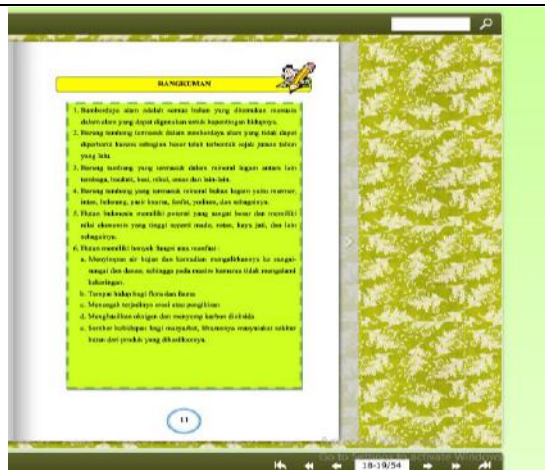 RANGKUMAN
1. Sumberdaya alam adalah semua bahan yang ditemukan manusia
dalam alam yang dapat digunakan untuk kepentingan hidupnya.
2. Barang tambang termasuk dalam sumberdaya alam yang tidak dapat
diperbarui karena sebagian besar telah terbentuk sejak jutaan tahun
yang lalu.
3. Barang tambang yang termasuk dalam mineral logam antara lain
tembaga, bauksit, besi, nikel, emas dan lain-lain.
4. Barang tambang yang termasuk mineral bukan logam yaitu marmer,
intan, belerang, pasir kuarsa, fosfat, yodium, dan sebagainya.
5. Hutan Indonesia memiliki potensi yang sangat besar dan memiliki
nilai ekonomis yang tinggi seperti madu, rotan, kayu jati, dan lain
sebagainya.
6. Hutan memiliki banyak fungsi atau manfaat :
a. Menyimpan air hujan dan kemudian mengalirkannya ke sungai-
sungai dan danau, sehingga pada musim kemarau tidak mengalami
kekeringan.
b. Tempat hidup bagi flora dan fauna
c. Mencegah terjadinya erosi atau pengikisan
d. Menghasilkan oksigen dan menyerap karbon dioksida
e. Sumber kehidupan bagi masyarakat, khususnya masyarakat sekitar
hutan dari produk yang dihasilkannya.
11
Go to activate Windows
18-19/54